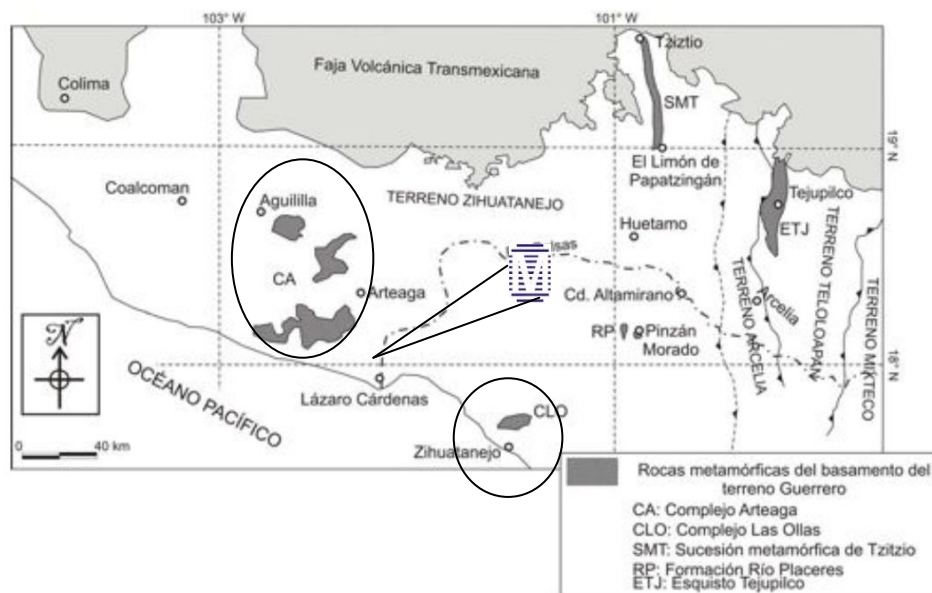 103° W
101° W
Tziztio
Faja Volcánica Transmexicana
Colima
SMT
19° N
El Limón de
Papatzingán
Coalcoman
Aguililla
TERRENO ZIHUATANEJO
Tejupilco
Huetamo
ETJ
CA
M
Arteaga
Cd. Altamirano
Arcelia
TERRENO ARCELIA
TERRENO TELOLOAPAN
TERRENO MIXTECO
N
RP
Pinzán
Morado
18° N
OCÉANO PACÍFICO
Lázaro Cárdenas
CLO
0 40 km
Zihuatanejo
Rocas metamórficas del basamento del
terreno Guerrero
CA: Complejo Arteaga
CLO: Complejo Las Ollas
SMT: Sucesión metamórfica de Tzitzio
RP: Formación Río Placeres
ETJ: Esquisto Tejupilco